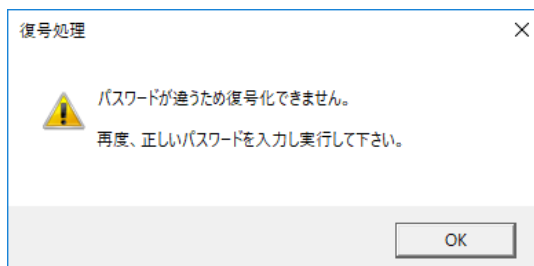 復号処理
パスワードが違うため復号化できません。
再度、正しいパスワードを入力し実行して下さい。
OK